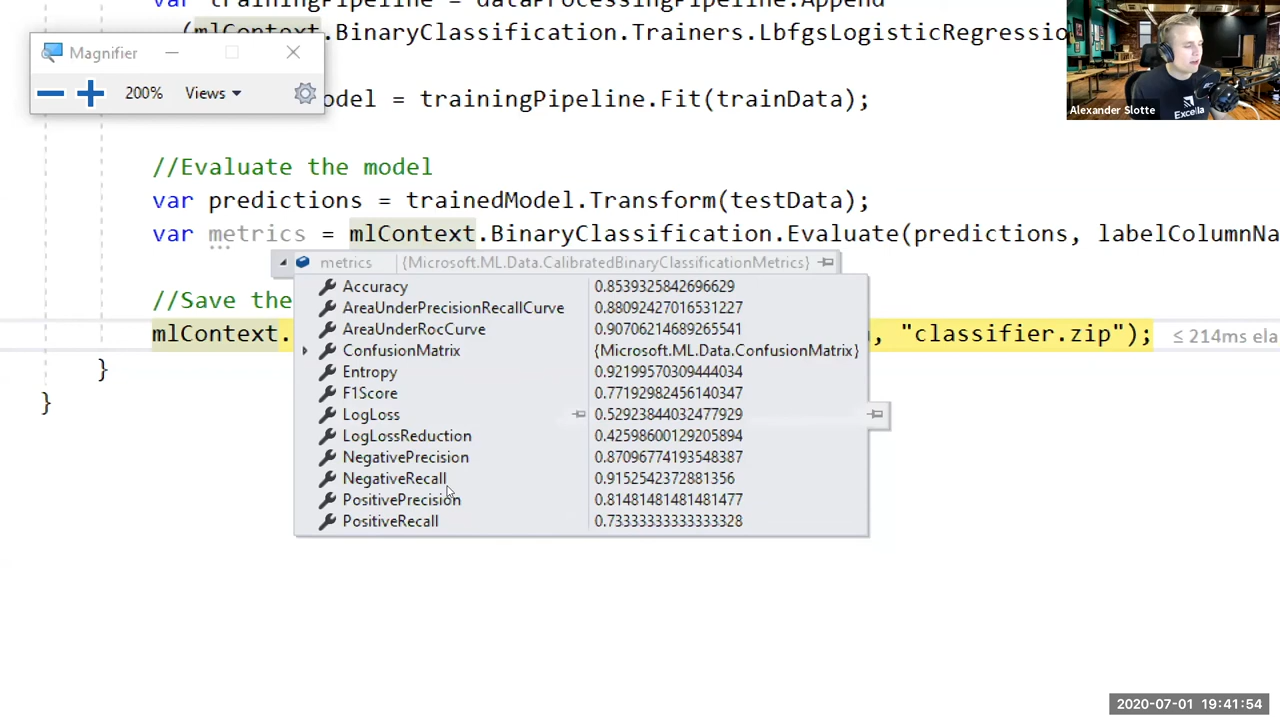 var trainingPipeline = dataProcessingPipeline.Append
(mlContext.BinaryClassification.Trainers.LbfgsLogisticRegressio
Magnifier
200% Views
odel = trainingPipeline.Fit(trainData);
Alexander Slotte
Excella
//Evaluate the model
var predictions = trainedModel.Transform(testData);
var metrics = mlContext.BinaryClassification.Evaluate(predictions, labelColumnNa
metrics {Microsoft.ML.Data.CalibratedBinaryClassificationMetrics}
Accuracy 0.8539325842696629
//Save the
AreaUnderPrecisionRecallCurve 0.88092427016531227
AreaUnderRocCurve 0.90706214689265541
mlContext. , "classifier.zip"); ≤ 214ms ela
ConfusionMatrix {Microsoft.ML.Data.ConfusionMatrix}
Entropy 0.92199570309444034
}
F1Score 0.77192982456140347
}
LogLoss 0.52923844032477929
LogLossReduction 0.42598600129205894
NegativePrecision 0.87096774193548387
NegativeRecall 0.9152542372881356
PositivePrecision 0.81481481481481477
PositiveRecall 0.73333333333333328
2020-07-01 19:41:54